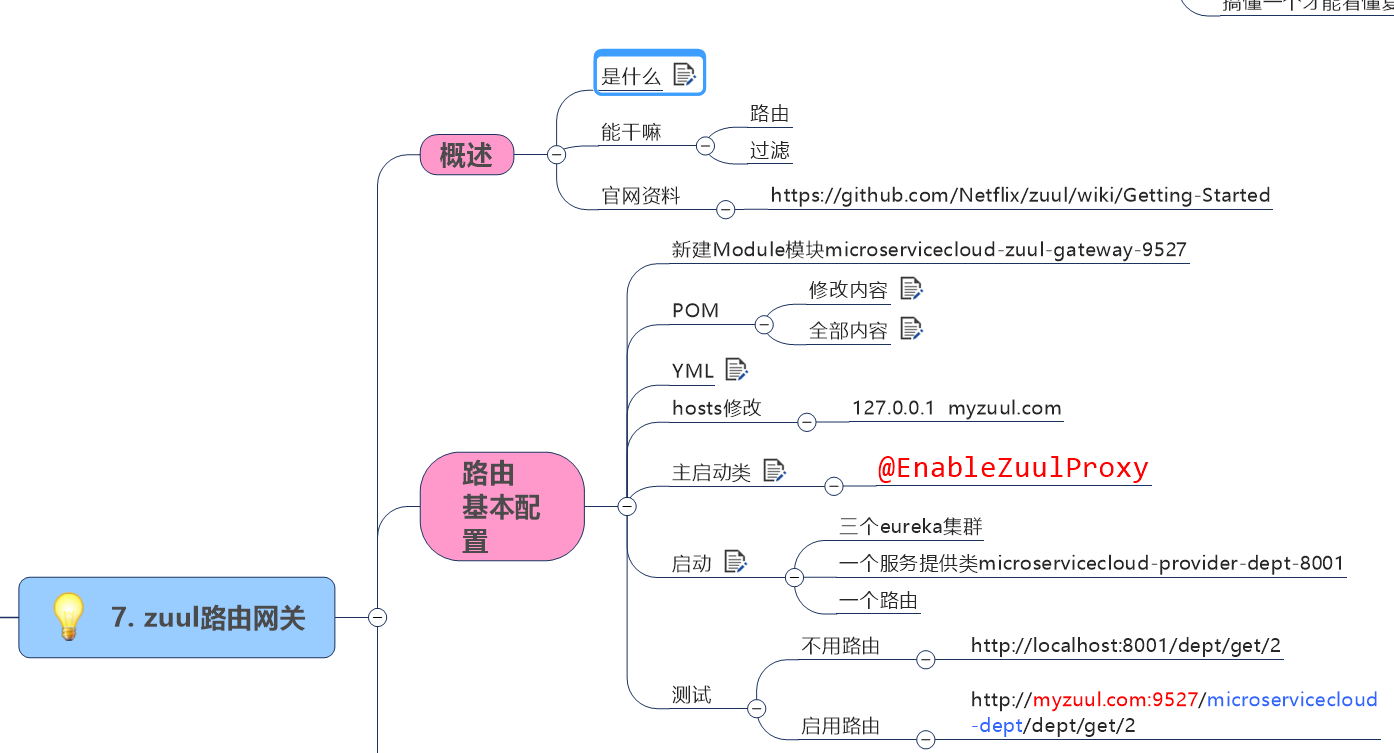 搞懂一个才能看懂
是什么
能干嘛
路由
过滤
概述
官网资料
https://github.com/Netflix/zuul/wiki/Getting-Started
新建Module模块microservicecloud-zuul-gateway-9527
POM
修改内容
全部内容
YML
hosts修改
127.0.0.1 myzuul.com
路由
基本配
置
主启动类
@EnableZuulProxy
启动
三个eureka集群
一个服务提供类microservicecloud-provider-dept-8001
一个路由
7. zuul路由网关
测试
不用路由
http://localhost:8001/dept/get/2
启用路由
http://myzuul.com:9527/microservicecloud
-dept/dept/get/2